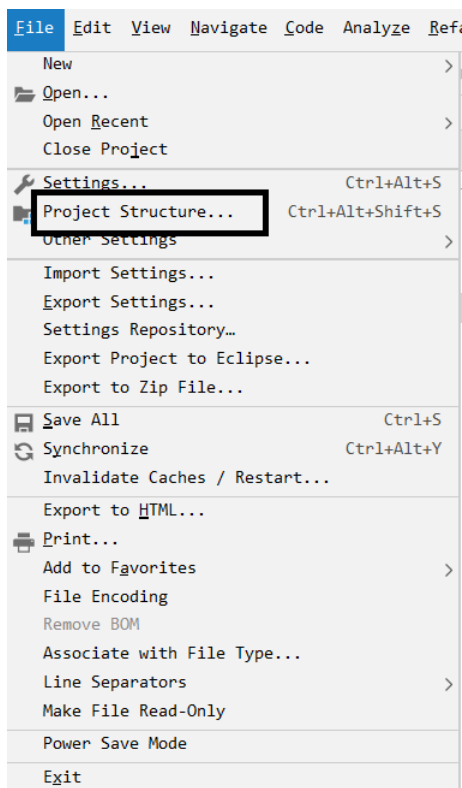 File Edit View Navigate Code Analyze Refa
New
Open...
Open Recent
Close Project
Settings... Ctrl+Alt+S
Project Structure... Ctrl+Alt+Shift+S
Other Settings
Import Settings...
Export Settings...
Settings Repository…
Export Project to Eclipse...
Export to Zip File...
Save All Ctrl+S
Synchronize Ctrl+Alt+Y
Invalidate Caches / Restart...
Export to HTML...
Print...
Add to Favorites
File Encoding
Remove BOM
Associate with File Type...
Line Separators
Make File Read-Only
Power Save Mode
Exit